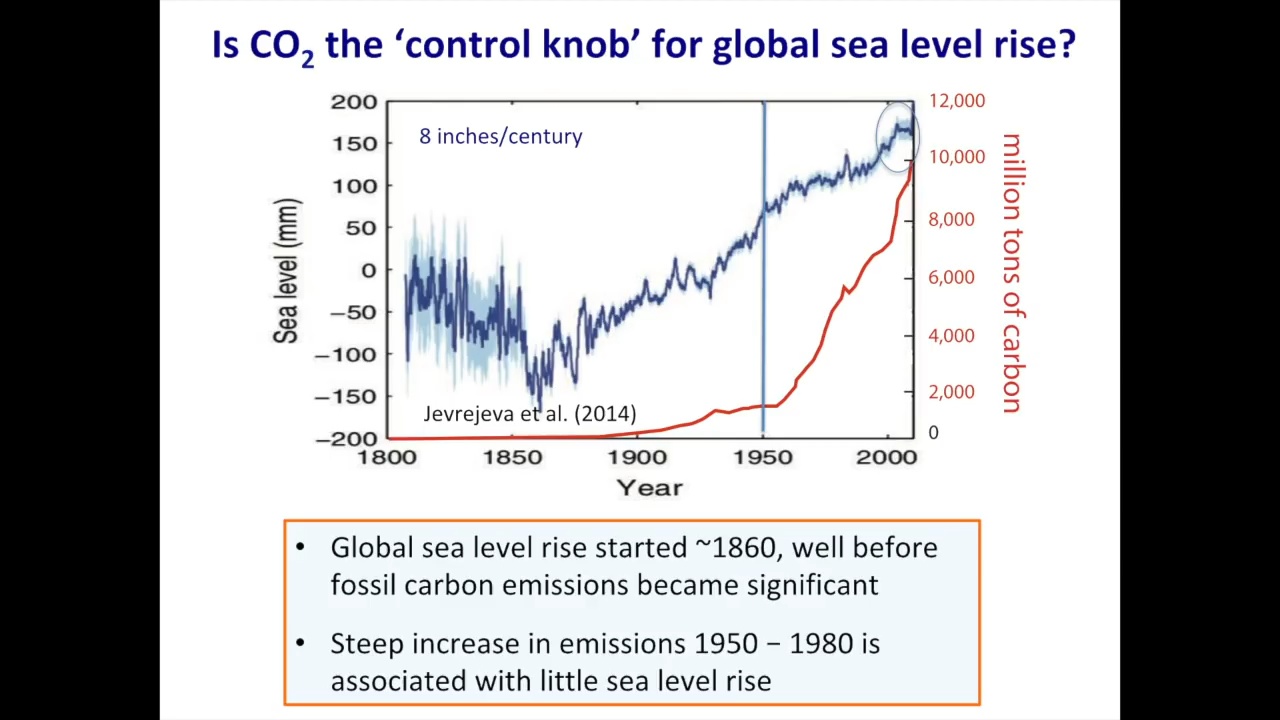 Is CO₂ the ‘control knob’ for global sea level rise?
200
150
100
50
0
−50
−100
−150
−200
Sea level (mm)
8 inches/century
Jevrejeva et al. (2014)
12,000
10,000
8,000
6,000
4,000
2,000
0
million tons of carbon
1800 1850 1900 1950 2000
Year
• Global sea level rise started ~1860, well before
fossil carbon emissions became significant
• Steep increase in emissions 1950 – 1980 is
associated with little sea level rise